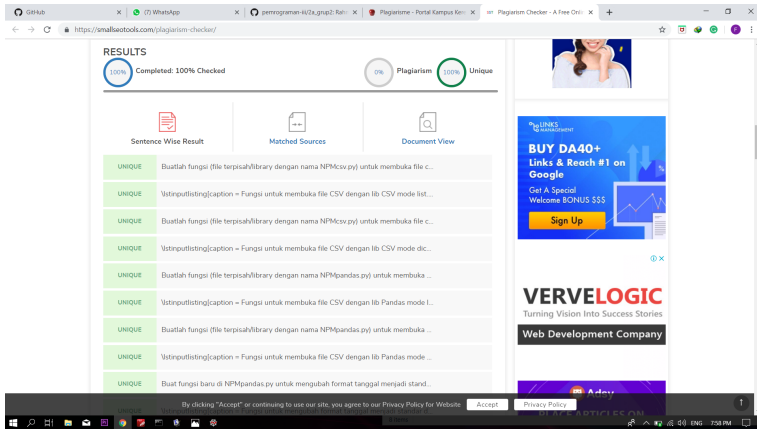 GitHub
(7) WhatsApp
pemrograman-iii/2a_grup2: Rah
Plagiarisme - Portal Kampus Ker
Plagiarism Checker - A Free Onli
https://smallseotools.com/plagiarism-checker/
RESULTS
100%
Completed: 100% Checked
0%
Plagiarism
100%
Unique
Sentence Wise Result
Matched Sources
Document View
UNIQUE Buatlah fungsi (file terpisah/library dengan nama NPMcsv.py) untuk membuka file c...
UNIQUE \lstinputlisting[caption = Fungsi untuk membuka file CSV dengan lib CSV mode list....
UNIQUE Buatlah fungsi (file terpisah/library dengan nama NPMcsv.py) untuk membuka file c...
UNIQUE \lstinputlisting[caption = Fungsi untuk membuka file CSV dengan lib CSV mode dic...
UNIQUE Buatlah fungsi (file terpisah/library dengan nama NPMpandas.py) untuk membuka ...
UNIQUE \lstinputlisting[caption = Fungsi untuk membuka file CSV dengan lib Pandas mode l...
UNIQUE Buatlah fungsi (file terpisah/library dengan nama NPMpandas.py) untuk membuka ...
UNIQUE \lstinputlisting[caption = Fungsi untuk membuka file CSV dengan lib Pandas mode ...
UNIQUE Buat fungsi baru di NPMpandas.py untuk mengubah format tanggal menjadi stand...
LINKS
MANAGEMENT
BUY DA40+
Links & Reach #1 on
Google
Get A Special
Welcome BONUS $$$
Sign Up
VERVELOGIC
Turning Vision Into Success Stories
Web Development Company
Adsy
PLACE ARTICLES ON
By clicking "Accept" or continuing to use our site, you agree to our Privacy Policy for Website
Accept
Privacy Policy
ENG
7:58 PM